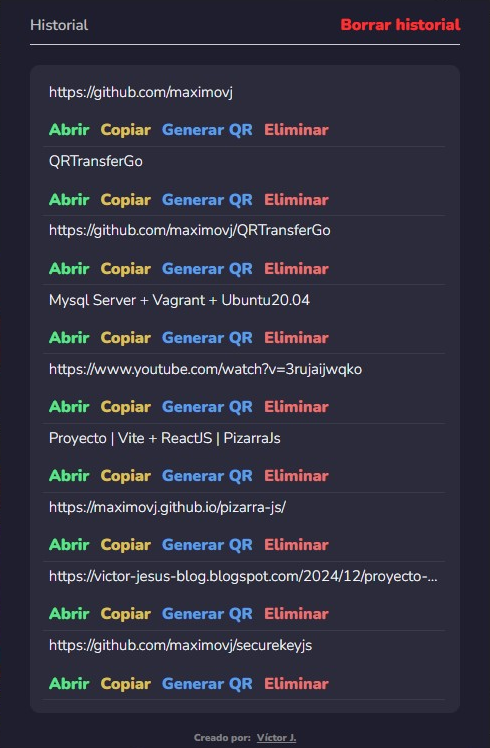 Historial Borrar historial
https://github.com/maximovj
Abrir Copiar Generar QR Eliminar
QRTransferGo
Abrir Copiar Generar QR Eliminar
https://github.com/maximovj/QRTransferGo
Abrir Copiar Generar QR Eliminar
Mysql Server + Vagrant + Ubuntu20.04
Abrir Copiar Generar QR Eliminar
https://www.youtube.com/watch?v=3rujaijwqko
Abrir Copiar Generar QR Eliminar
Proyecto | Vite + ReactJS | PizarraJs
Abrir Copiar Generar QR Eliminar
https://maximovj.github.io/pizarra-js/
Abrir Copiar Generar QR Eliminar
https://victor-jesus-blog.blogspot.com/2024/12/proyecto-...
Abrir Copiar Generar QR Eliminar
https://github.com/maximovj/securekeyjs
Abrir Copiar Generar QR Eliminar
Creado por: Víctor J.